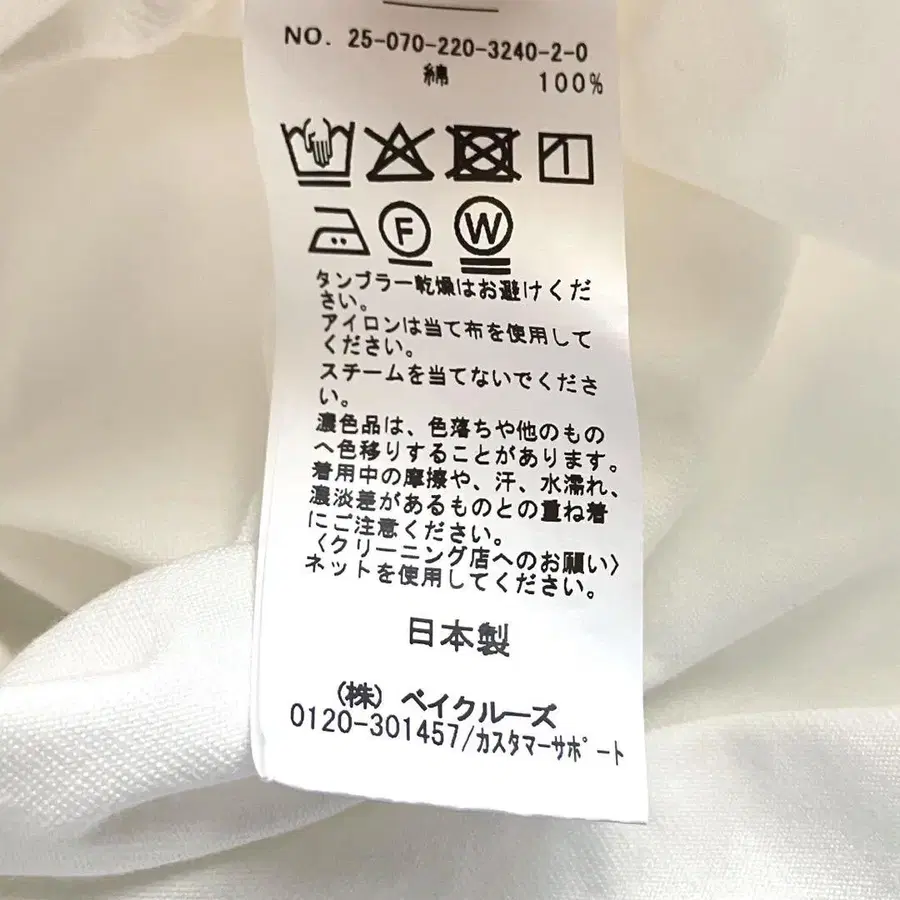 NO. 25-070-220-3240-2-0
綿 100%
F W
タンブラー乾燥はお避けくだ
さい。
アイロンは当て布を使用して
ください。
スチームを当てないでくださ
い。
濃色品は、色落ちや他のもの
へ色移りすることがあります。
着用中の摩擦や、汗、水濡れ、
濃淡差があるものとの重ね着
にご注意ください。
〈クリーニング店へのお願い〉
ネットを使用してください。
日本製
(株) ベイクルーズ
0120-301457/カスタマーサポート